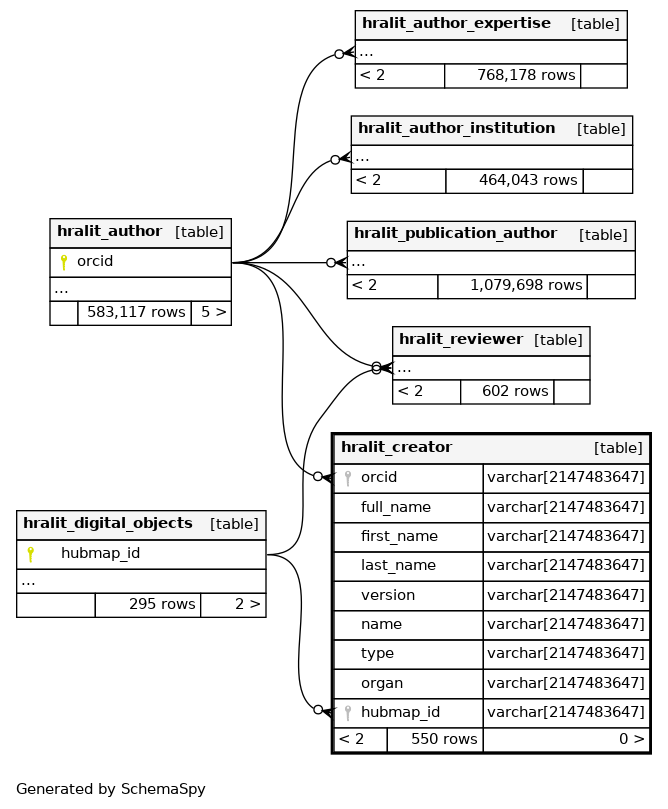 hralit_author_expertise [table]
...
< 2 768,178 rows
hralit_author_institution [table]
...
< 2 464,043 rows
hralit_author [table]
orcid
...
583,117 rows 5 >
hralit_publication_author [table]
...
< 2 1,079,698 rows
hralit_reviewer [table]
...
< 2 602 rows
hralit_digital_objects [table]
hubmap_id
...
295 rows 2 >
hralit_creator [table]
orcid varchar[2147483647]
full_name varchar[2147483647]
first_name varchar[2147483647]
last_name varchar[2147483647]
version varchar[2147483647]
name varchar[2147483647]
type varchar[2147483647]
organ varchar[2147483647]
hubmap_id varchar[2147483647]
< 2 550 rows 0 >
Generated by SchemaSpy